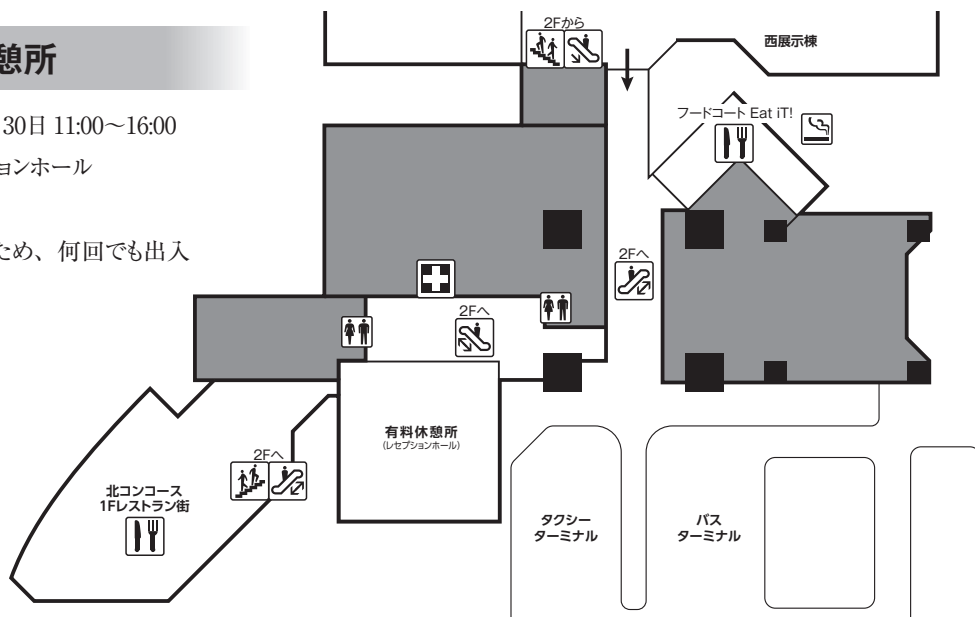 憩所
30日 11:00〜16:00
ョンホール
ため、何回でも出入
2Fから
西展示棟
フードコート Eat iT!
2Fへ
2Fへ
有料休憩所
(レセプションホール)
2Fへ
北コンコース
1Fレストラン街
タクシー
ターミナル
バス
ターミナル